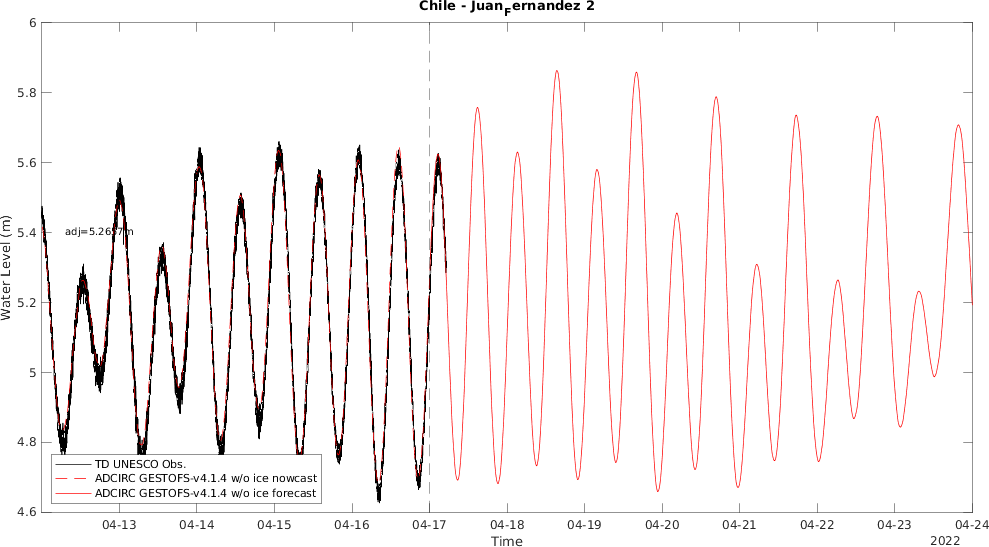 Chile - Juan_Fernandez 2
6
5.8
5.6
5.4
5.2
5
4.8
4.6
Water Level (m)
adj=5.2657m
TD UNESCO Obs.
ADCIRC GESTOFS-v4.1.4 w/o ice nowcast
ADCIRC GESTOFS-v4.1.4 w/o ice forecast
04-13 04-14 04-15 04-16 04-17 04-18 04-19 04-20 04-21 04-22 04-23 04-24
Time
2022